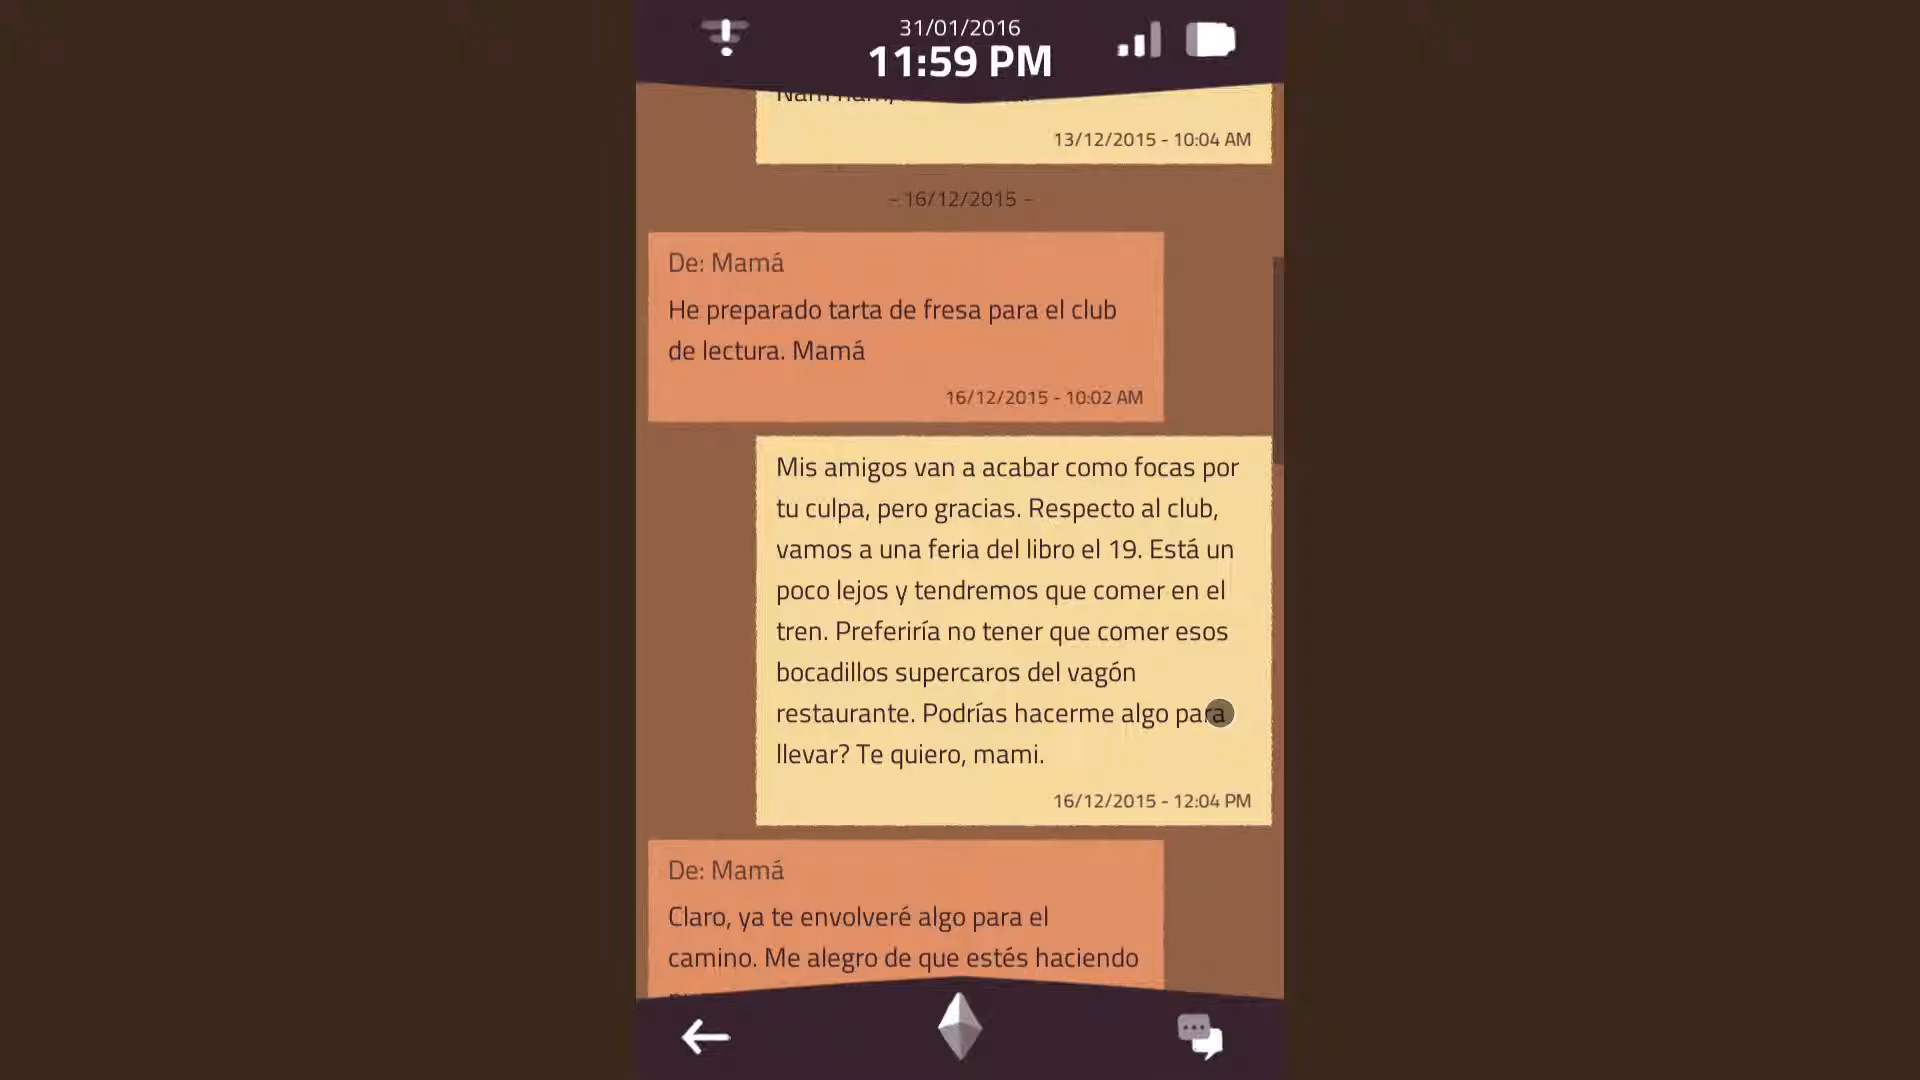 31/01/2016
11:59 PM
13/12/2015 - 10:04 AM
- 16/12/2015 -
De: Mamá
He preparado tarta de fresa para el club
de lectura. Mamá
16/12/2015 - 10:02 AM
Mis amigos van a acabar como focas por
tu culpa, pero gracias. Respecto al club,
vamos a una feria del libro el 19. Está un
poco lejos y tendremos que comer en el
tren. Preferiría no tener que comer esos
bocadillos supercaros del vagón
restaurante. Podrías hacerme algo para
llevar? Te quiero, mami.
16/12/2015 - 12:04 PM
De: Mamá
Claro, ya te envolveré algo para el
camino. Me alegro de que estés haciendo